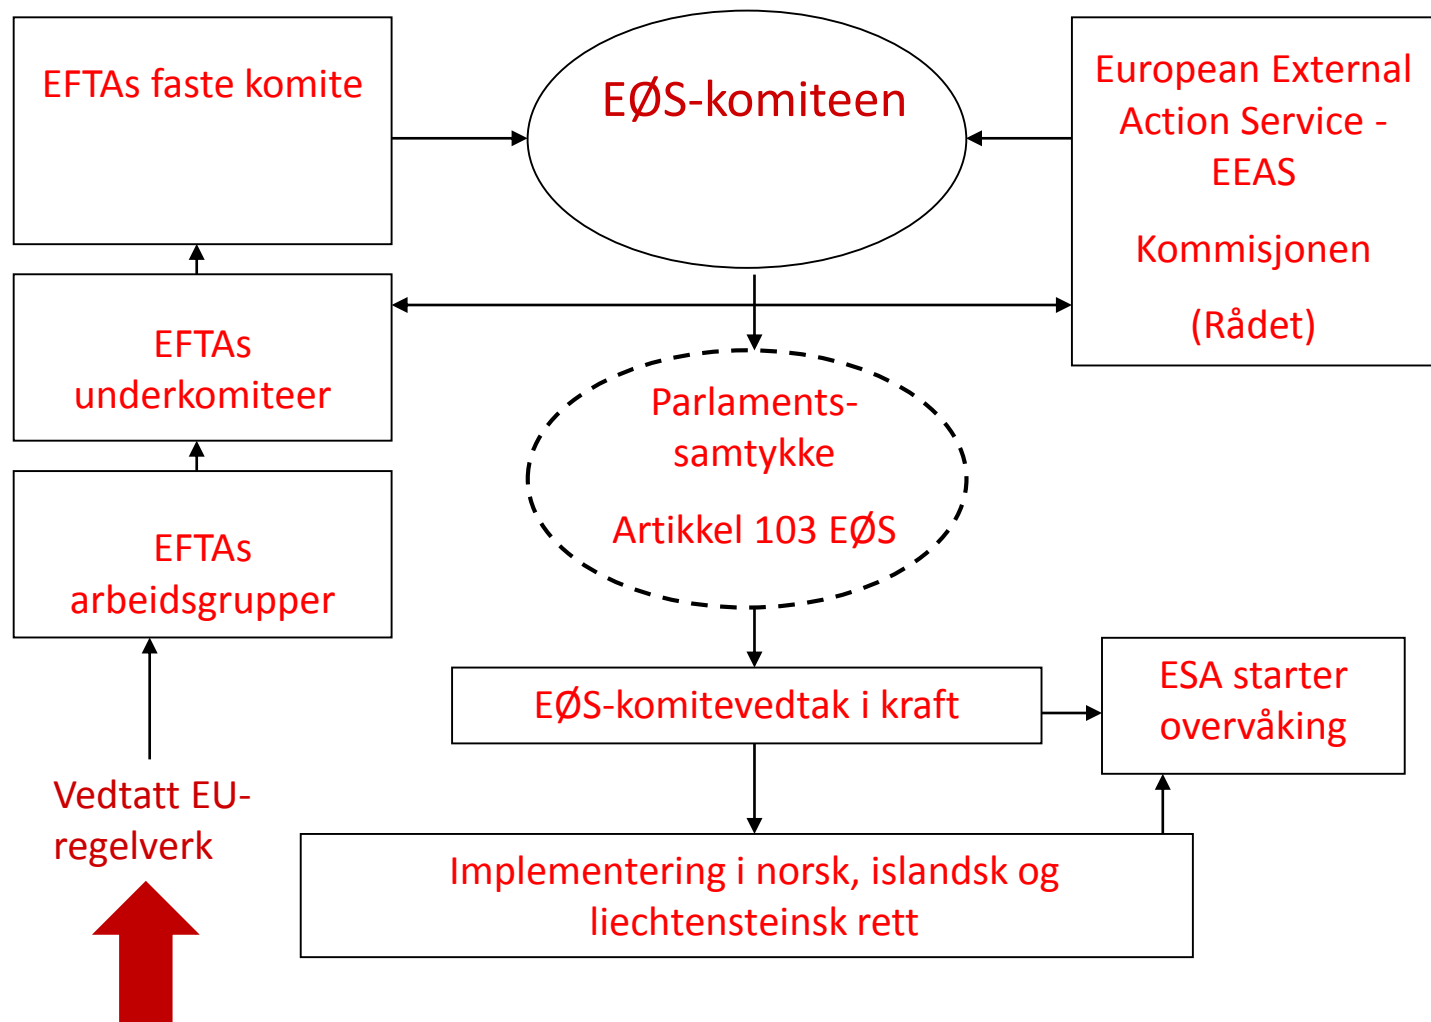 EFTAs faste komite
EØS-komiteen
European External
Action Service -
EEAS
Kommisjonen
(Rådet)
EFTAs
underkomiteer
Parlaments-
samtykke
Artikkel 103 EØS
EFTAs
arbeidsgrupper
EØS-komitevedtak i kraft
ESA starter
overvåking
Vedtatt EU-
regelverk
Implementering i norsk, islandsk og
liechtensteinsk rett